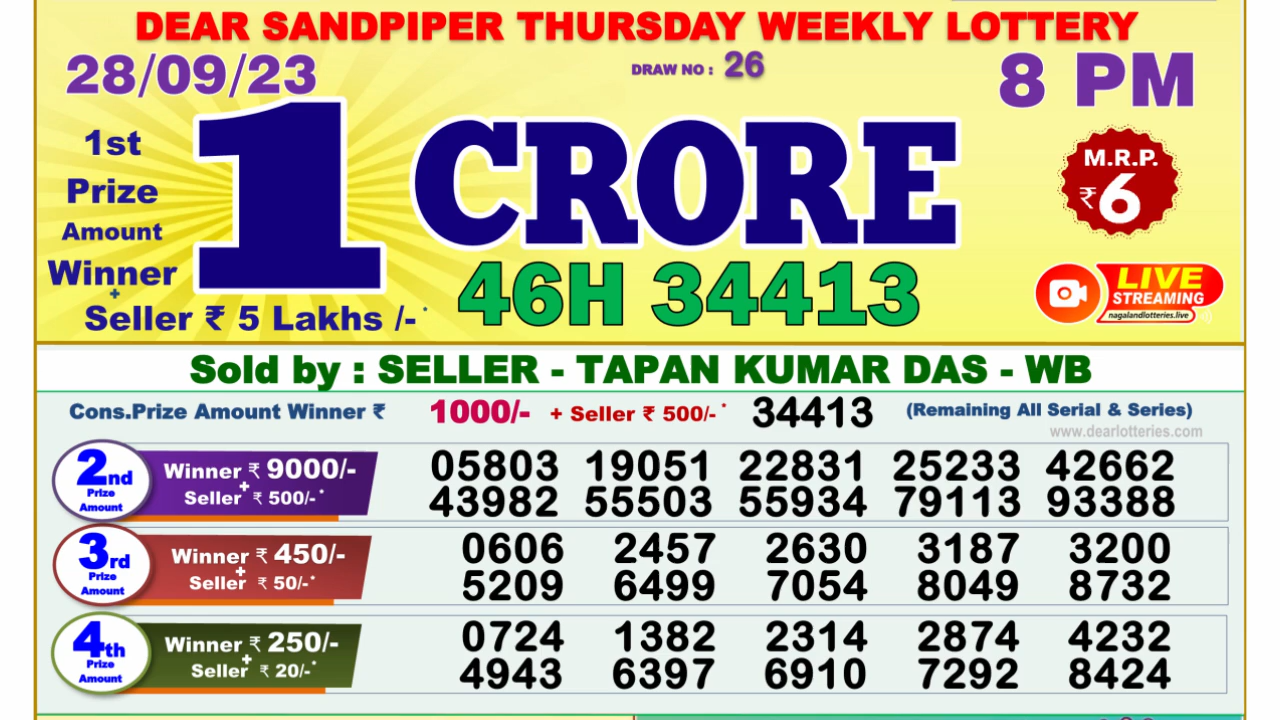 DEAR SANDPIPER THURSDAY WEEKLY LOTTERY
28/09/23
DRAW NO : 26
8 PM
1st
Prize
Amount
Winner
+
Seller ₹ 5 Lakhs /-*
1 CRORE
46H 34413
M.R.P.
₹6
LIVE
STREAMING
nagalandlotteries.live
Sold by : SELLER - TAPAN KUMAR DAS - WB
Cons.Prize Amount Winner ₹ 1000/- + Seller ₹ 500/-* 34413 (Remaining All Serial & Series)
www.dearlotteries.com
2nd
Prize
Amount
Winner ₹ 9000/-
+
Seller ₹ 500/-*
05803 19051 22831 25233 42662
43982 55503 55934 79113 93388
3rd
Prize
Amount
Winner ₹ 450/-
+
Seller ₹ 50/-*
0606 2457 2630 3187 3200
5209 6499 7054 8049 8732
4th
Prize
Amount
Winner ₹ 250/-
+
Seller ₹ 20/-*
0724 1382 2314 2874 4232
4943 6397 6910 7292 8424